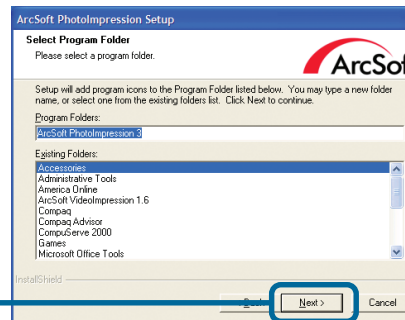 ArcSoft PhotoImpression Setup
Select Program Folder
Please select a program folder.
ArcSof
Setup will add program icons to the Program Folder listed below. You may type a new folder
name, or select one from the existing folders list. Click Next to continue.
Program Folders:
ArcSoft PhotoImpression 3
Existing Folders:
Accessories
Administrative Tools
America Online
ArcSoft VideoImpression 1.6
Compaq
Compaq Advisor
CompuServe 2000
Games
Microsoft Office Tools
InstallShield
Next > Cancel